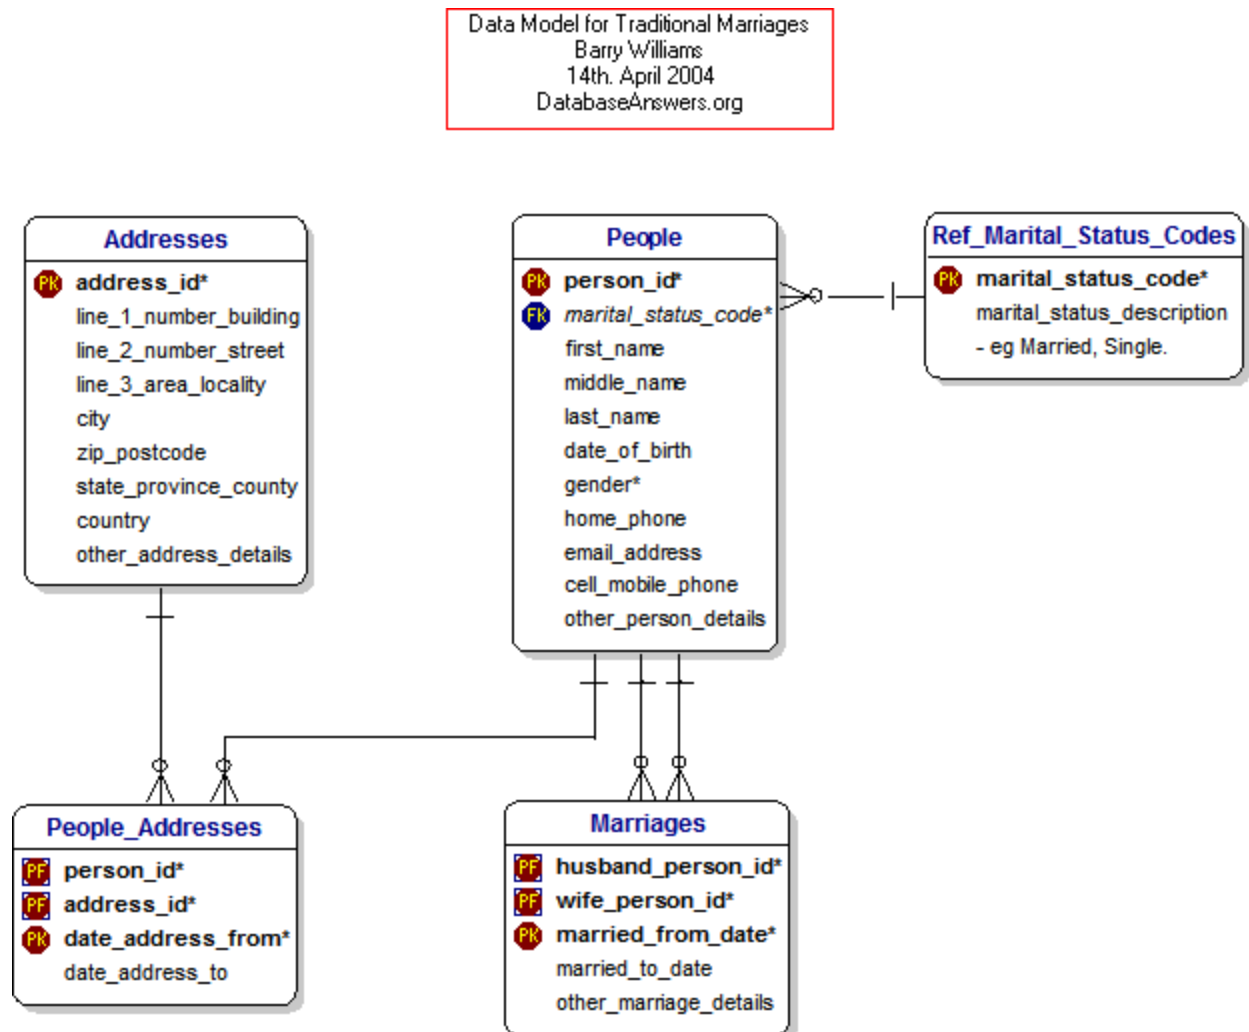 Data Model for Traditional Marriages
Barry Williams
14th. April 2004
DatabaseAnswers.org
Addresses
PK address_id*
line_1_number_building
line_2_number_street
line_3_area_locality
city
zip_postcode
state_province_county
country
other_address_details
People
PK person_id*
FK marital_status_code*
first_name
middle_name
last_name
date_of_birth
gender*
home_phone
email_address
cell_mobile_phone
other_person_details
Ref_Marital_Status_Codes
PK marital_status_code*
marital_status_description
- eg Married, Single.
People_Addresses
PF person_id*
PF address_id*
PK date_address_from*
date_address_to
Marriages
PF husband_person_id*
PF wife_person_id*
PK married_from_date*
married_to_date
other_marriage_details